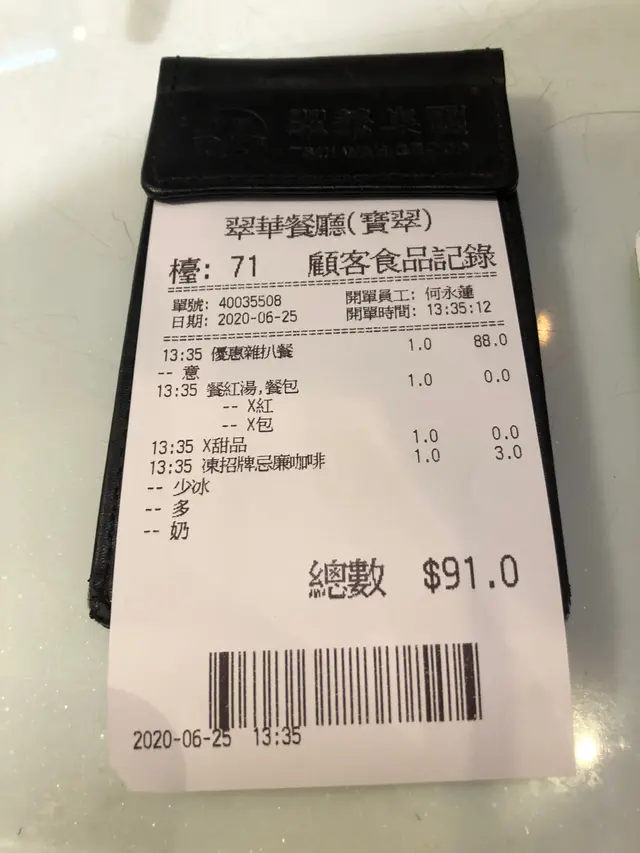 翠華集團
翠華餐廳(寶翠)
檯: 71 顧客食品記錄
單號: 40035508 開單員工: 何永蓮
日期: 2020-06-25 開單時間: 13:35:12
13:35 優惠雜扒餐 1.0 88.0
-- 意
13:35 餐紅湯,餐包 1.0 0.0
-- X紅
-- X包
13:35 X甜品 1.0 0.0
13:35 凍招牌忌廉咖啡 1.0 3.0
-- 少冰
-- 多
-- 奶
總數 $91.0
2020-06-25 13:35